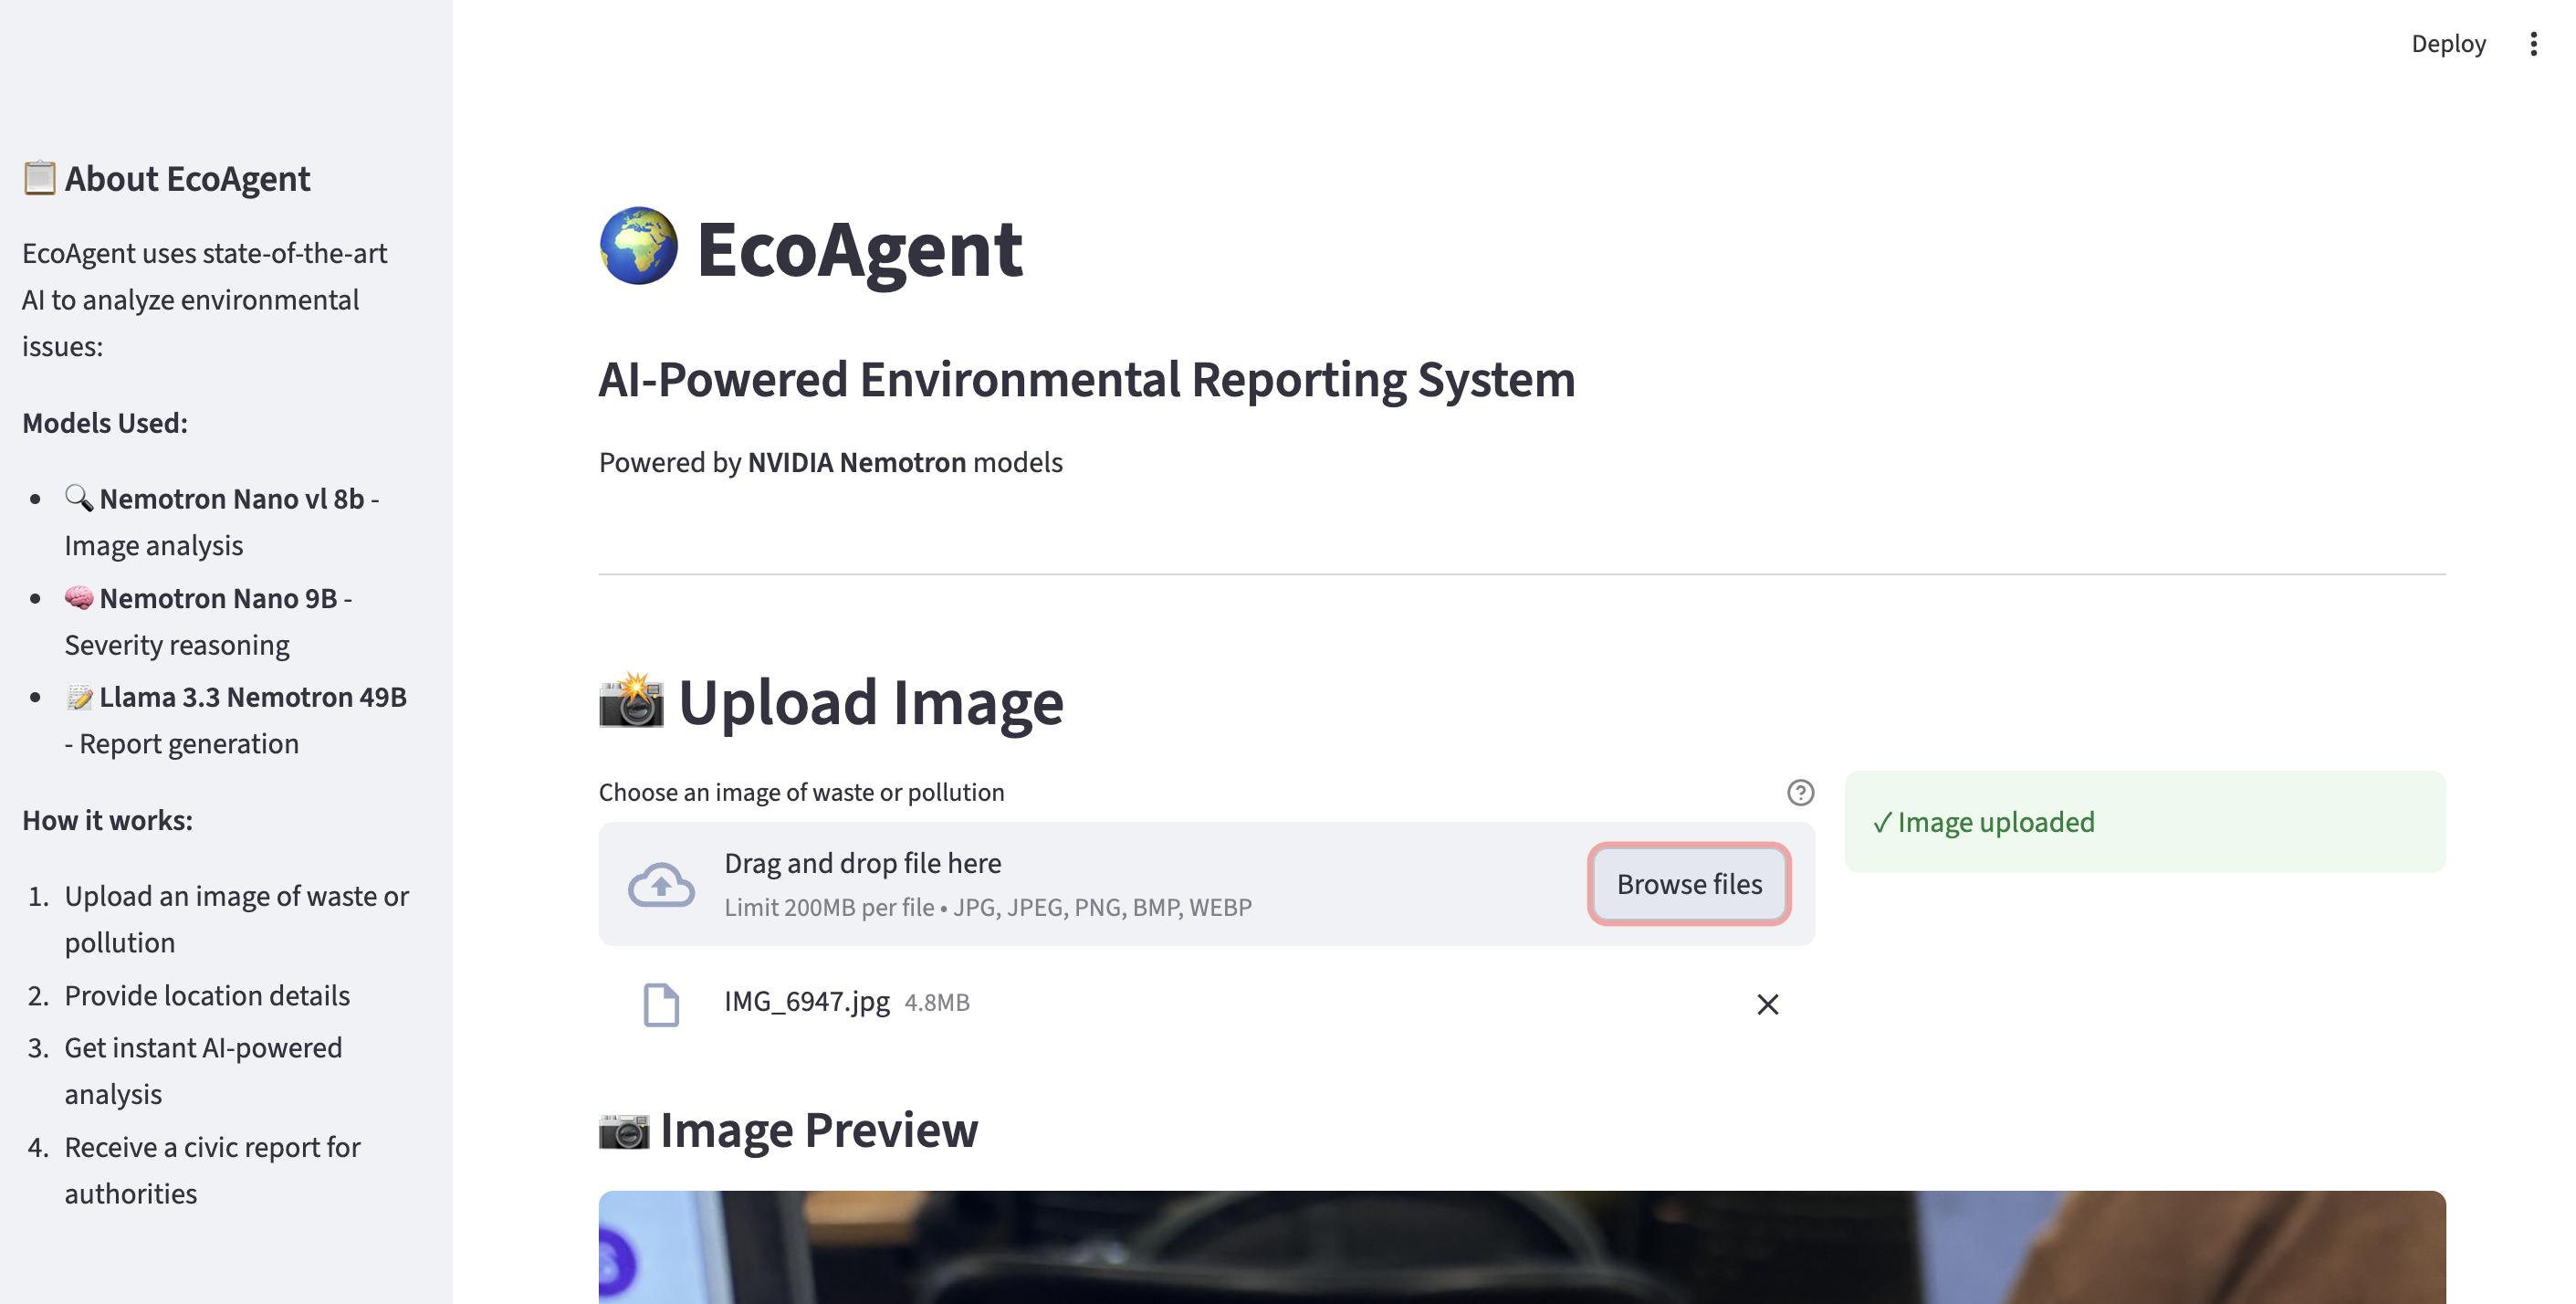 Deploy
📋 About EcoAgent
EcoAgent uses state-of-the-art
AI to analyze environmental
issues:
Models Used:
• 🔍 Nemotron Nano vl 8b -
Image analysis
• 🧠 Nemotron Nano 9B -
Severity reasoning
• 📝 Llama 3.3 Nemotron 49B
- Report generation
How it works:
1. Upload an image of waste or
pollution
2. Provide location details
3. Get instant AI-powered
analysis
4. Receive a civic report for
authorities
🌍 EcoAgent
AI-Powered Environmental Reporting System
Powered by NVIDIA Nemotron models
📸 Upload Image
Choose an image of waste or pollution
Drag and drop file here
Limit 200MB per file • JPG, JPEG, PNG, BMP, WEBP
Browse files
✓ Image uploaded
IMG_6947.jpg 4.8MB
📷 Image Preview